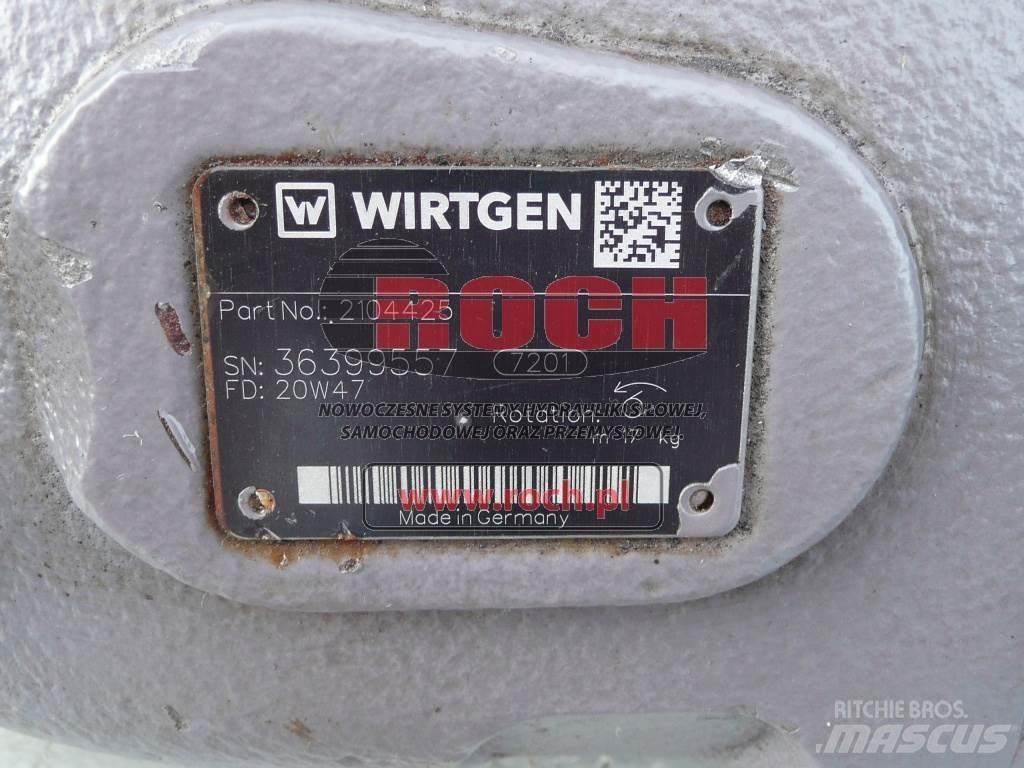 W WIRTGEN
ROCH
Part No.: 2104425
SN: 36399557 7201
FD: 20W47
NOWOCZESNE SYSTEMY HYDRAULIKI SIŁOWEJ,
Rotation:
SAMOCHODOWEJ ORAZ PRZEMYSŁOWEJ
m kg
www.roch.pl
Made in Germany
RITCHIE BROS.
MASCUS